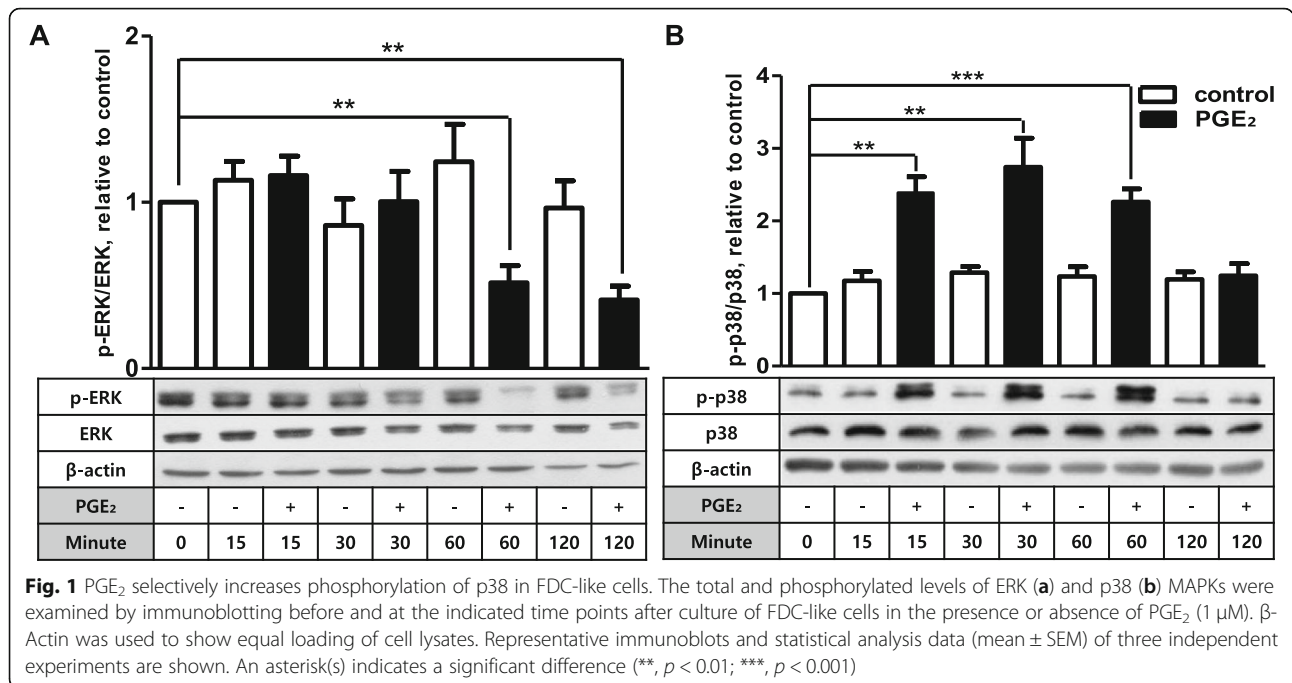 A
p-ERK/ERK, relative to control
2
1
0
**
**
p-ERK
ERK
β-actin
PGE₂ - - + - + - + - +
Minute 0 15 15 30 30 60 60 120 120
B
p-p38/p38, relative to control
4
3
2
1
0
***
**
**
control
PGE₂
p-p38
p38
β-actin
PGE₂ - - + - + - + - +
Minute 0 15 15 30 30 60 60 120 120
Fig. 1 PGE₂ selectively increases phosphorylation of p38 in FDC-like cells. The total and phosphorylated levels of ERK (a) and p38 (b) MAPKs were
examined by immunoblotting before and at the indicated time points after culture of FDC-like cells in the presence or absence of PGE₂ (1 μM). β-
Actin was used to show equal loading of cell lysates. Representative immunoblots and statistical analysis data (mean ± SEM) of three independent
experiments are shown. An asterisk(s) indicates a significant difference (**, p < 0.01; ***, p < 0.001)